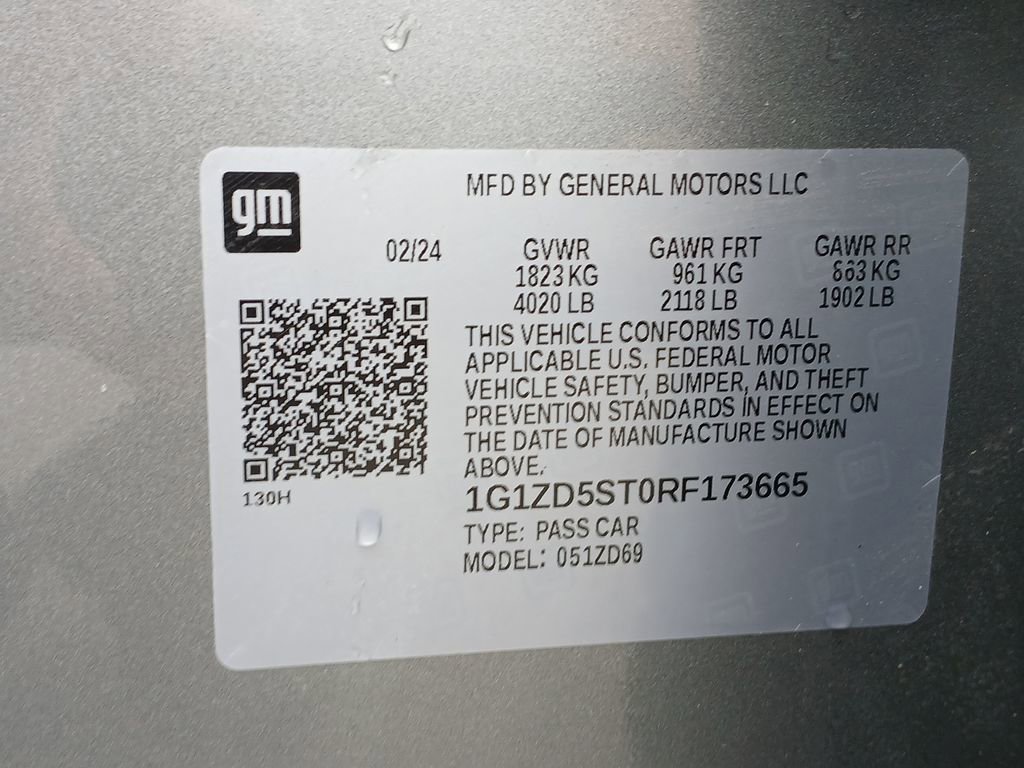 gm
MFD BY GENERAL MOTORS LLC
02/24 GVWR GAWR FRT GAWR RR
1823 KG 961 KG 863 KG
4020 LB 2118 LB 1902 LB
THIS VEHICLE CONFORMS TO ALL
APPLICABLE U.S. FEDERAL MOTOR
VEHICLE SAFETY, BUMPER, AND THEFT
PREVENTION STANDARDS IN EFFECT ON
THE DATE OF MANUFACTURE SHOWN
ABOVE.
130H
1G1ZD5ST0RF173665
TYPE: PASS CAR
MODEL: 051ZD69